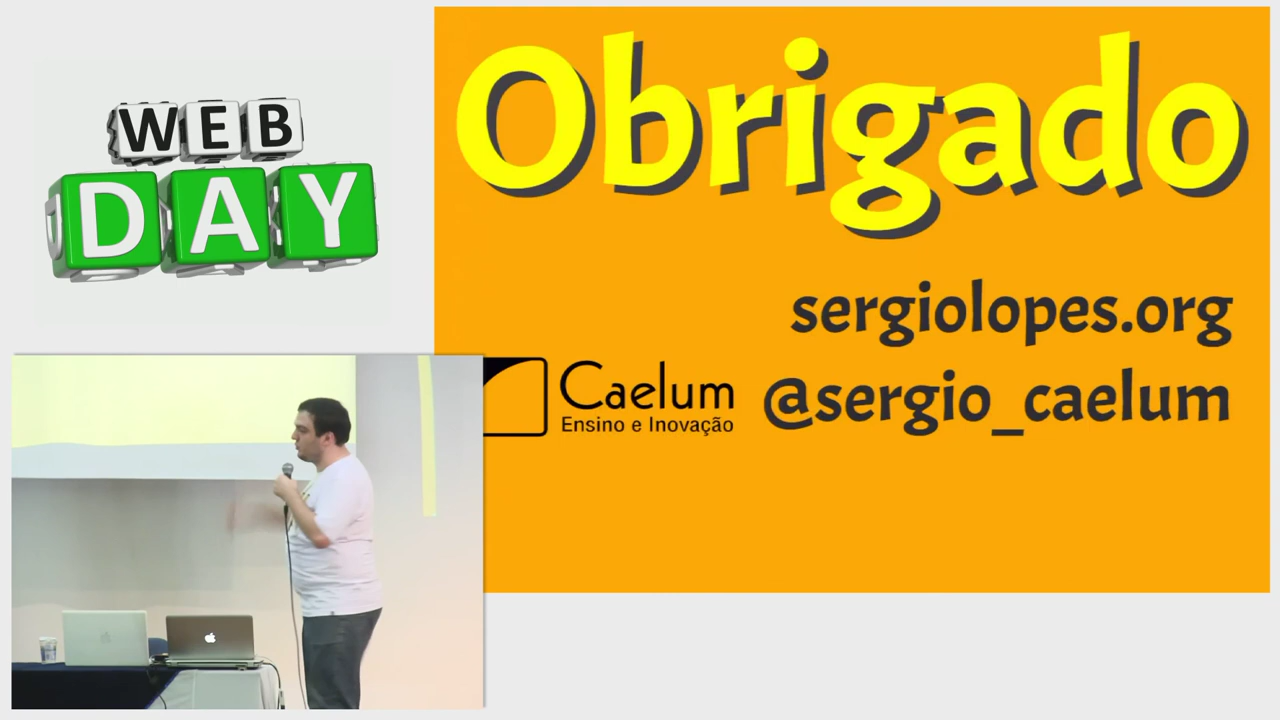 WEB
DAY
Obrigado
sergiolopes.org
@sergio_caelum
Caelum
Ensino e Inovação